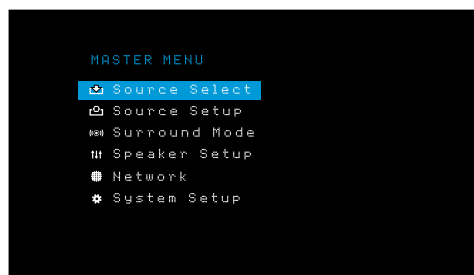 MASTER MENU
Source Select
Source Setup
Surround Mode
Speaker Setup
Network
System Setup